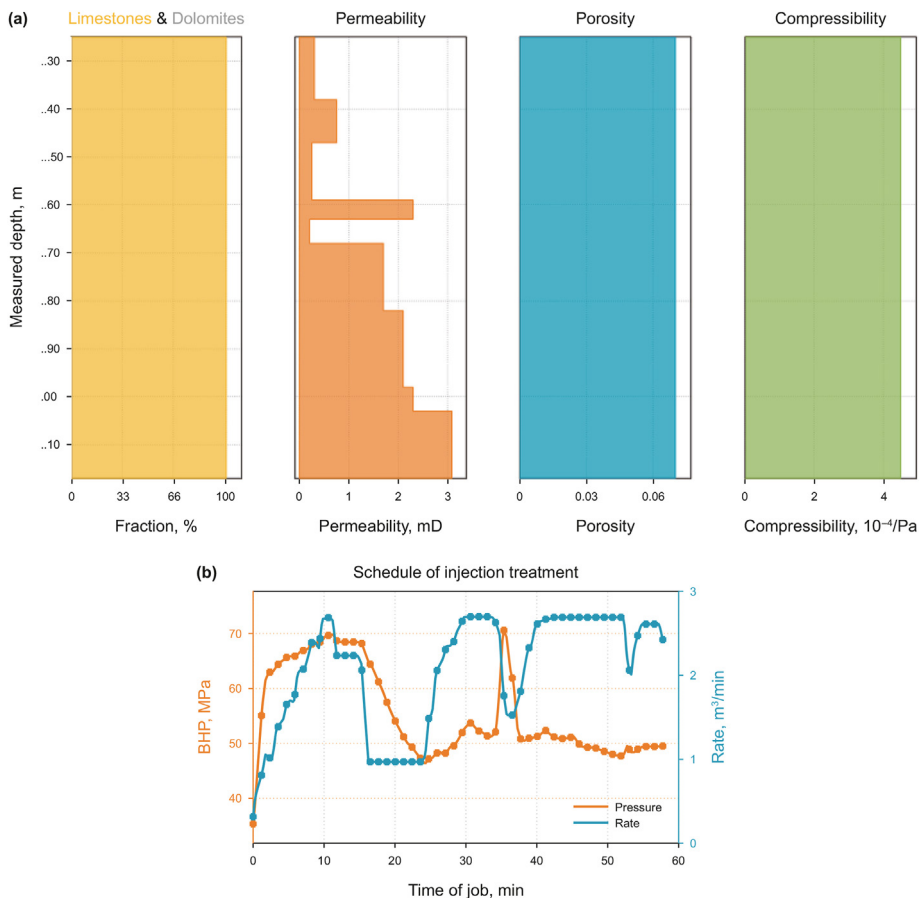 (a)
Limestones & Dolomites
Permeability
Porosity
Compressibility
Measured depth, m
..30
..40
...50
..60
..70
..80
..90
.00
..10
0 33 66 100
0 1 2 3
0 0.03 0.06
0 2 4
Fraction, %
Permeability, mD
Porosity
Compressibility, 10⁻⁴/Pa
(b)
Schedule of injection treatment
BHP, MPa
70
60
50
40
Rate, m³/min
3
2
1
0
Pressure
Rate
0 10 20 30 40 50 60
Time of job, min